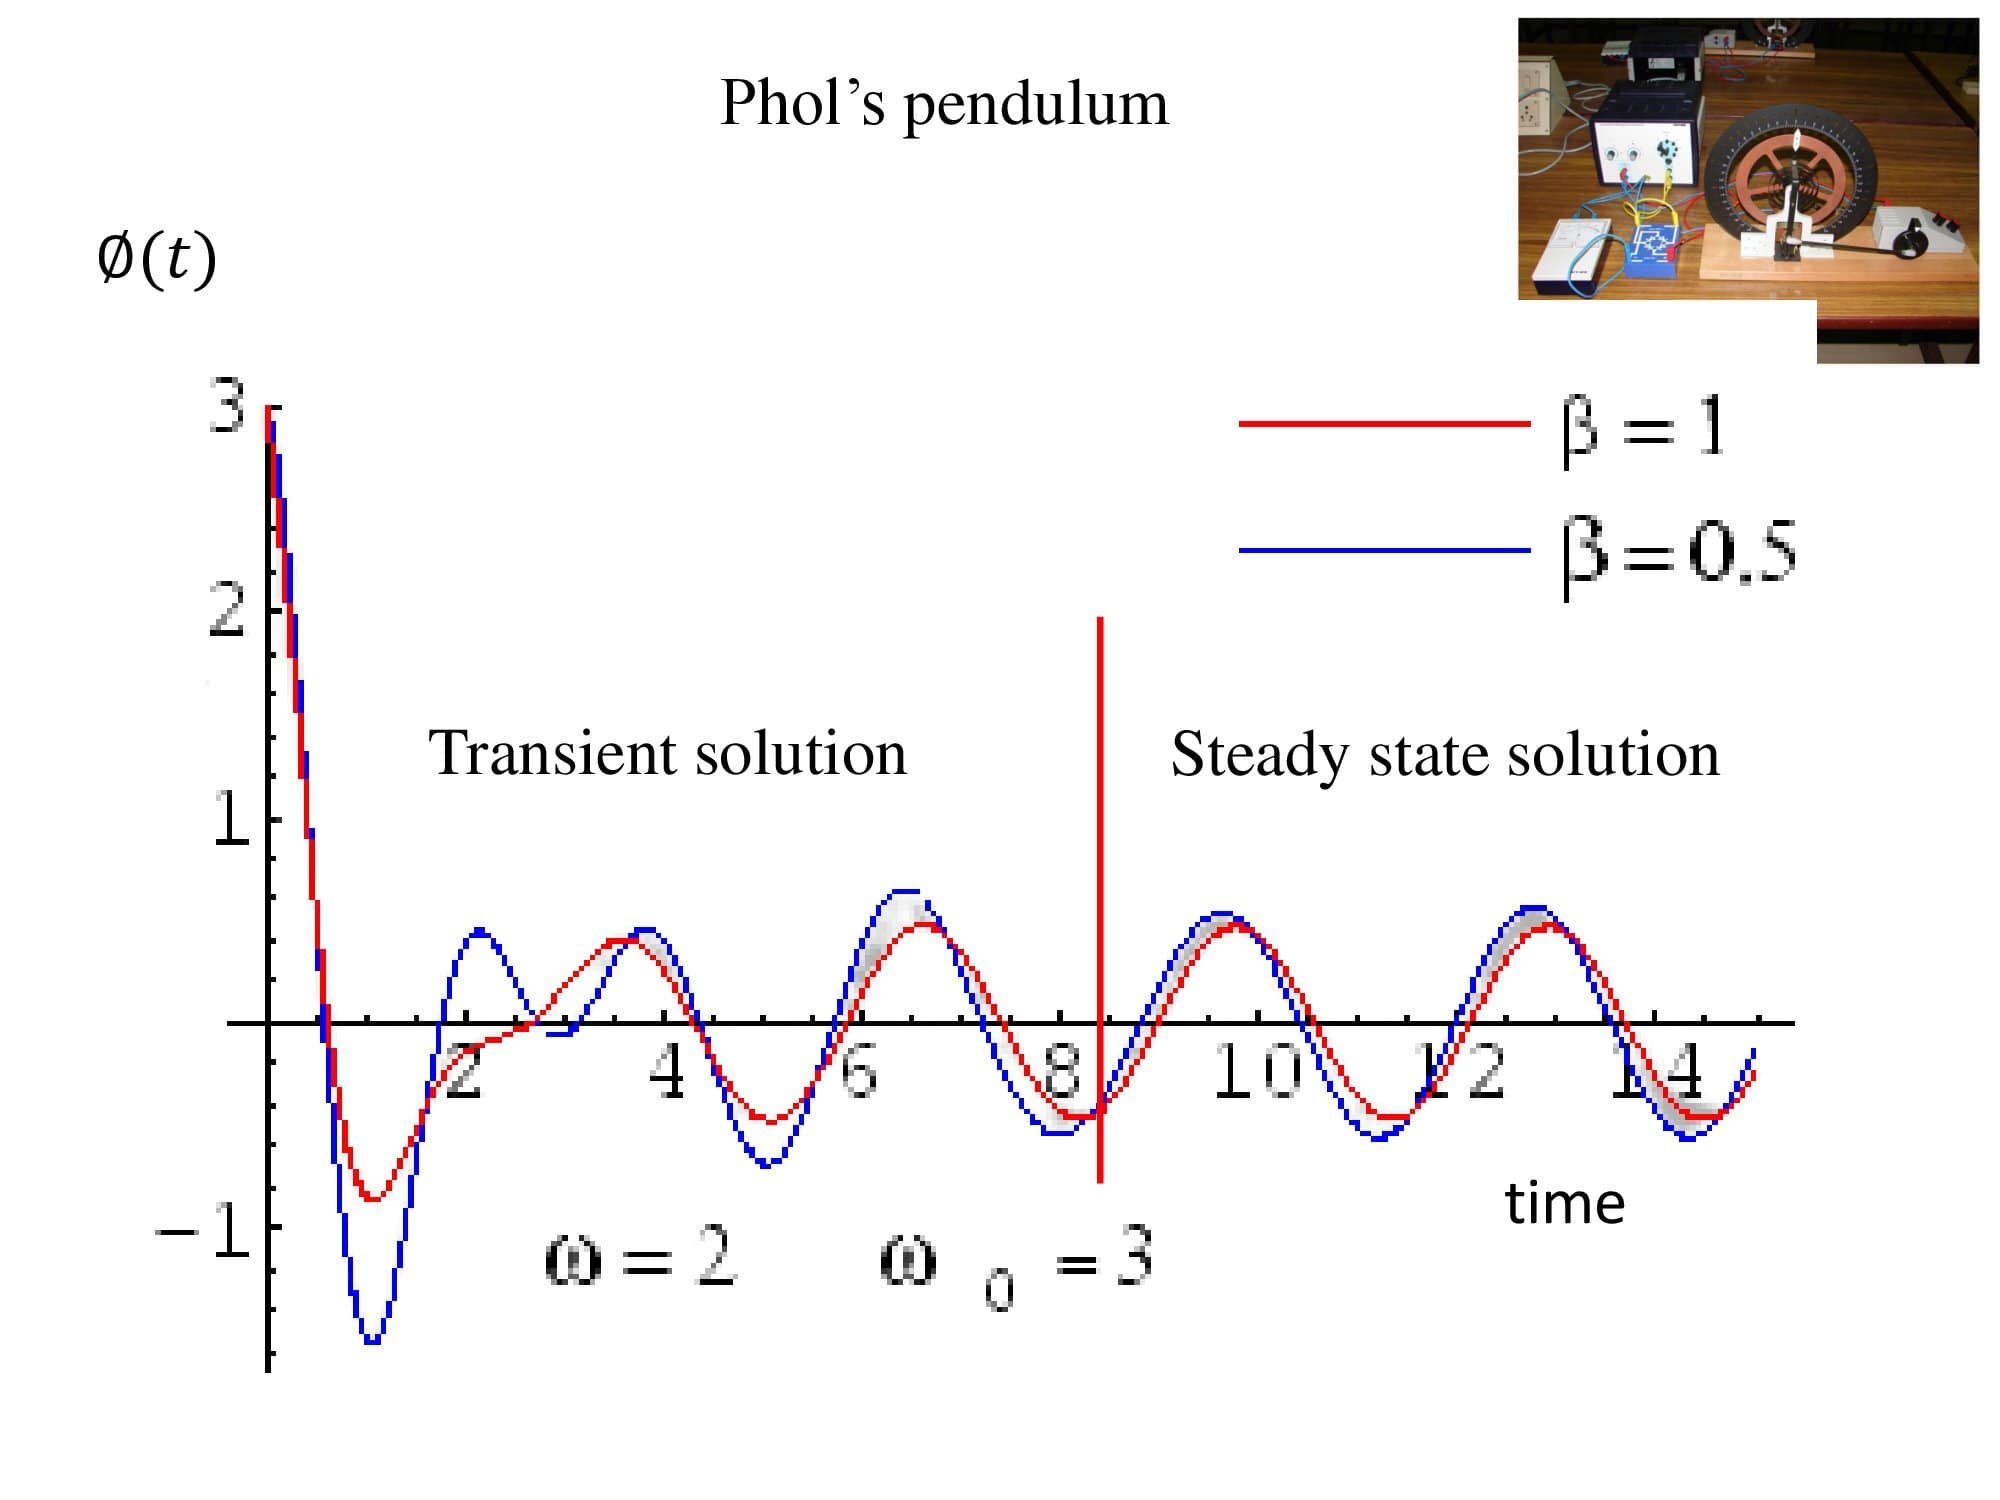 Phol’s pendulum
∅(t)
3
β = 1
β = 0.5
2
Transient solution
Steady state solution
1
2 4 6 8 10 12 14
time
−1
ω = 2 ω 0 = 3